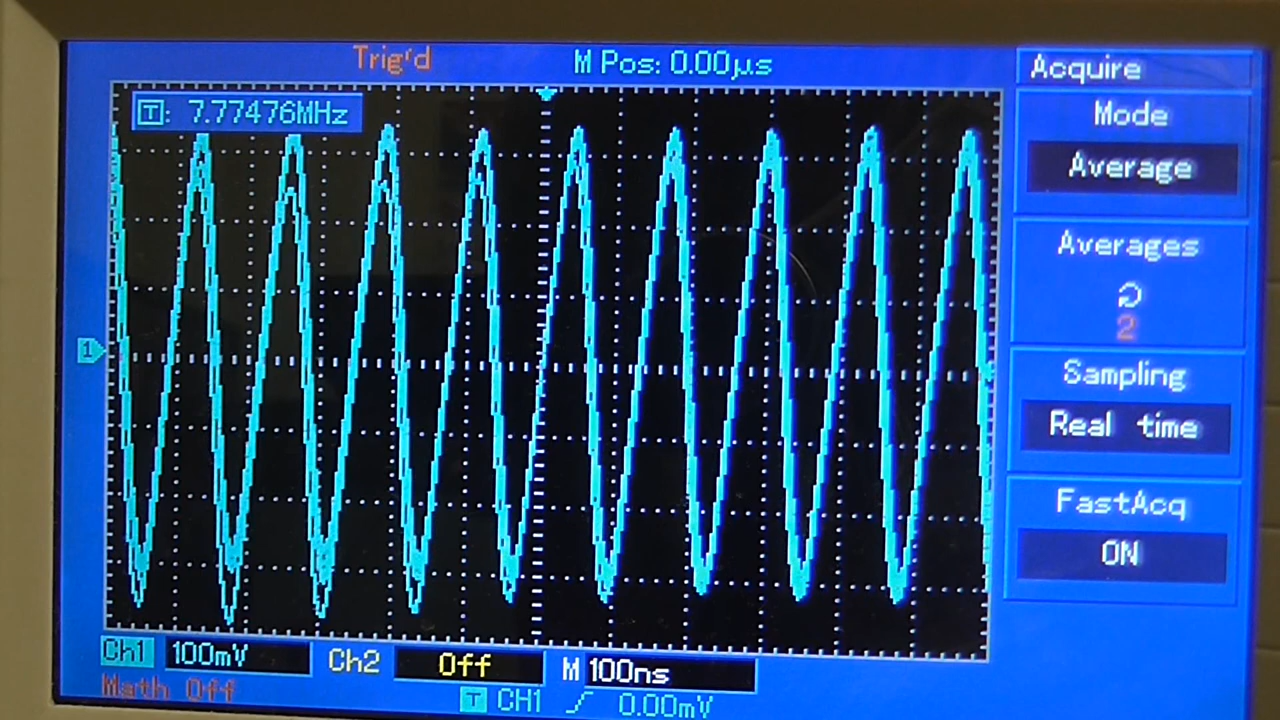 Trig'd M Pos: 0.00µs
T: 7.77476MHz
1
Acquire
Mode
Average
Averages
2
Sampling
Real time
FastAcq
ON
Ch1 100mV Ch2 Off M 100ns
Math Off T CH1 0.00mV